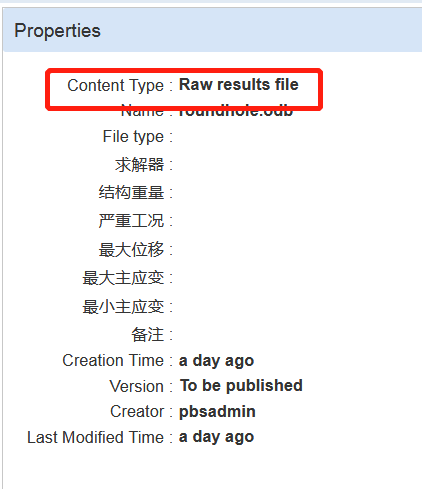 Properties
Content Type : Raw results file
Name : roundhole.odb
File type :
求解器 :
结构重量 :
严重工况 :
最大位移 :
最大主应变 :
最小主应变 :
备注 :
Creation Time : a day ago
Version : To be published
Creator : pbsadmin
Last Modified Time : a day ago